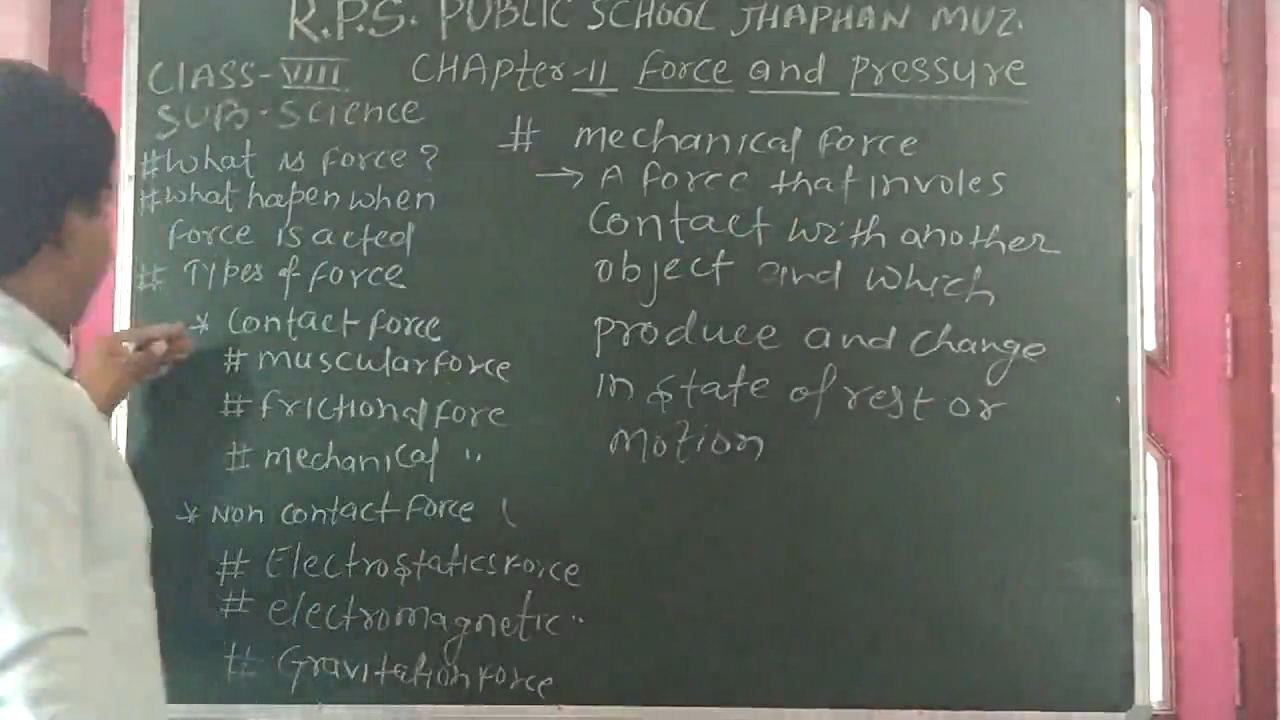 R.P.S. PUBLIC SCHOOL JHAPHAN MUZ.
CLASS-VIII CHAPter-11 force and pressure
SUB-Science
#What is force?
#what hapen when
force is acted
# Types of force
* Contact force
# muscular force
# frictional fore
# mechanical "
* Non contact force (
# Electrostatics Force
# electromagnetic "
# Gravitation force
# mechanical force
→ A force that involes
Contact with another
object and which
produce and change
in state of rest or
motion